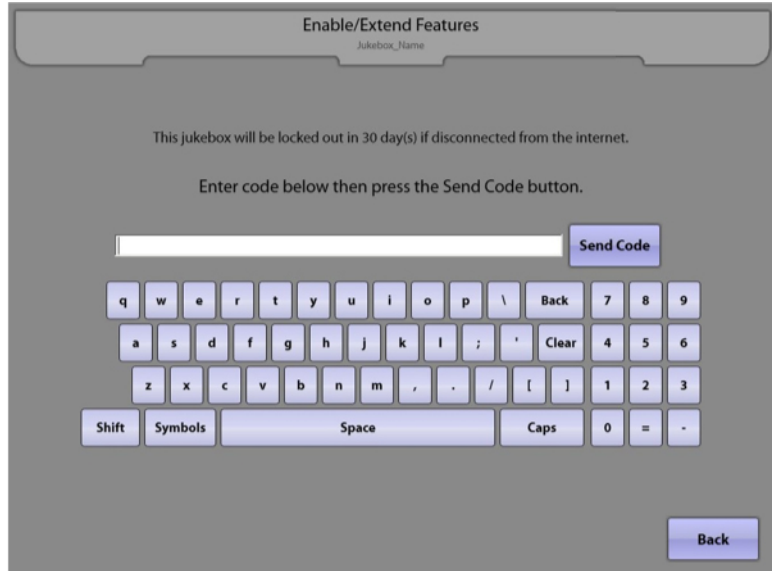 Enable/Extend Features
Jukebox_Name
This jukebox will be locked out in 30 day(s) if disconnected from the internet.
Enter code below then press the Send Code button.
Send Code
q w e r t y u i o p \ Back 7 8 9
a s d f g h j k l ; ' Clear 4 5 6
z x c v b n m , . / [ ] 1 2 3
Shift Symbols Space Caps 0 = -
Back